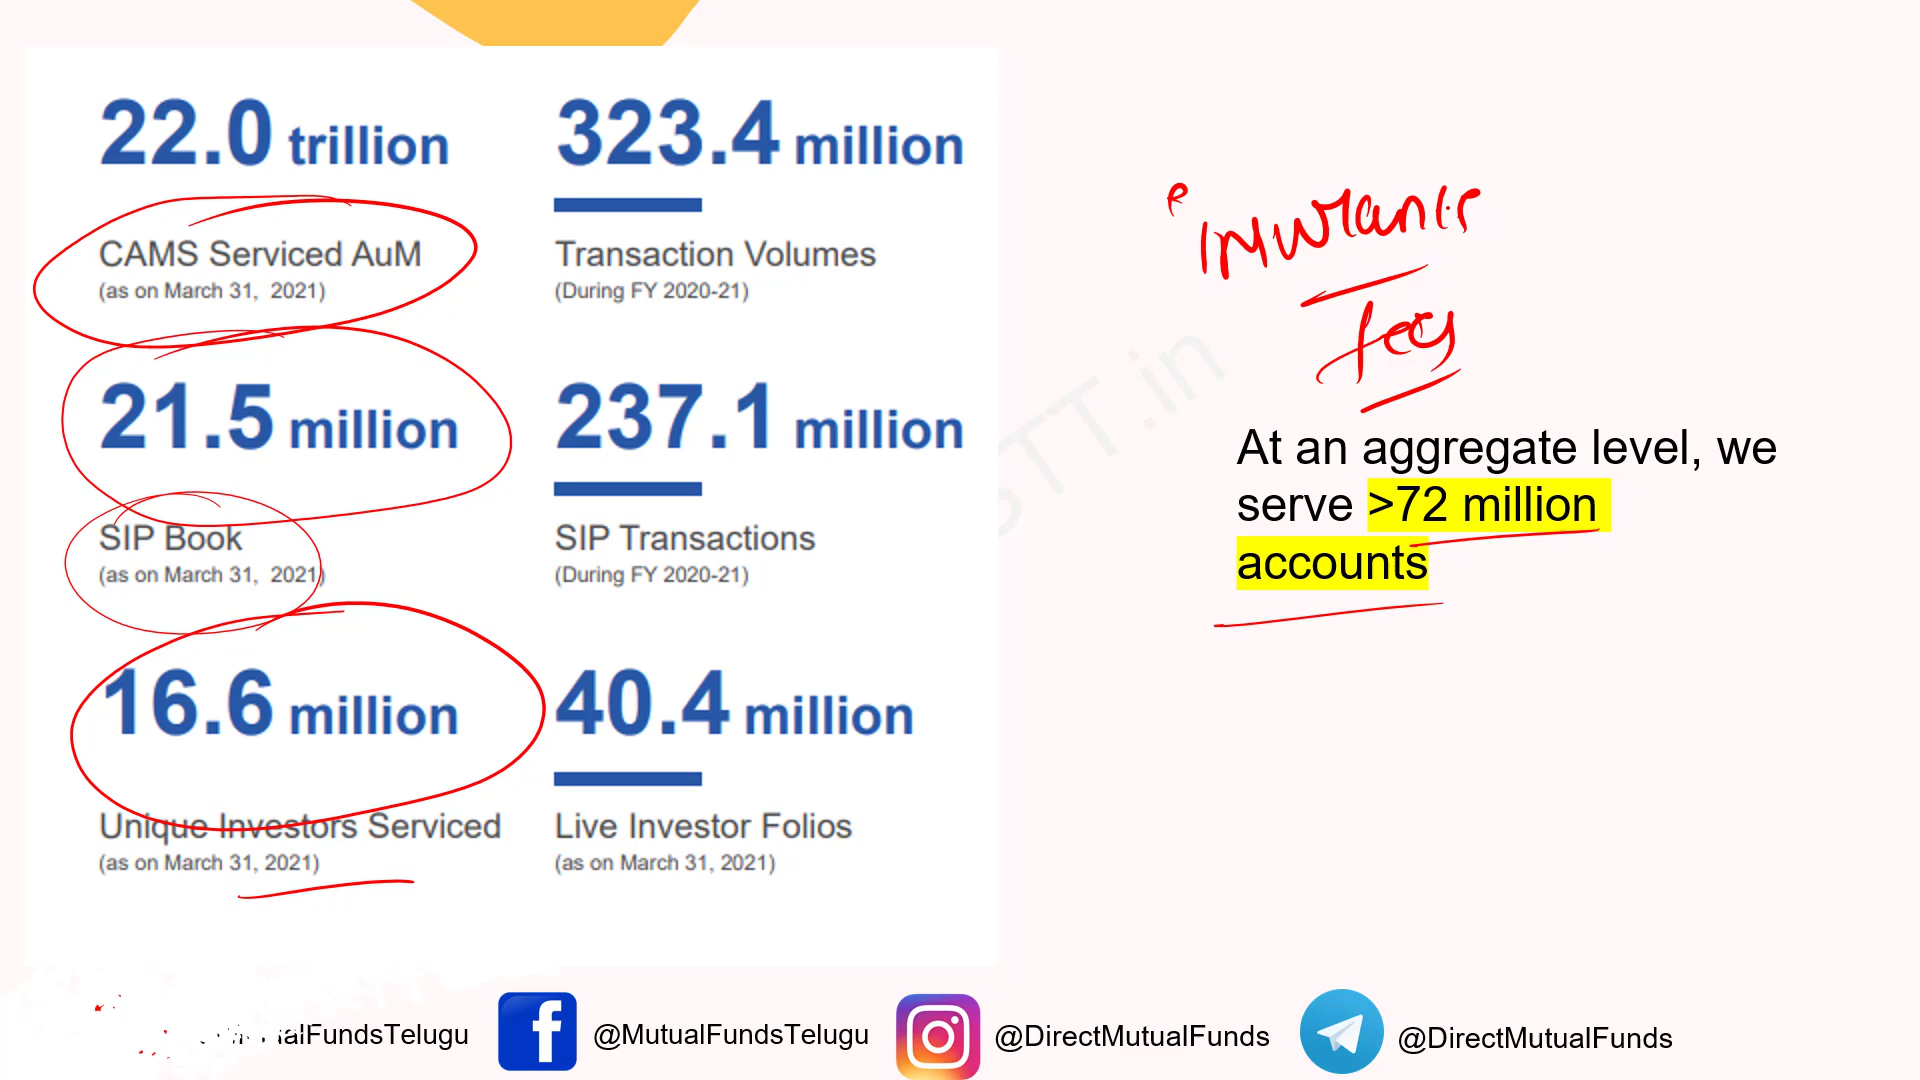 22.0 trillion
CAMS Serviced AuM
(as on March 31, 2021)
323.4 million
Transaction Volumes
(During FY 2020-21)
21.5 million
SIP Book
(as on March 31, 2021)
237.1 million
SIP Transactions
(During FY 2020-21)
16.6 million
Unique Investors Serviced
(as on March 31, 2021)
40.4 million
Live Investor Folios
(as on March 31, 2021)
fees
At an aggregate level, we
serve >72 million
accounts
FundsTelugu
@MutualFundsTelugu
@DirectMutualFunds
@DirectMutualFunds